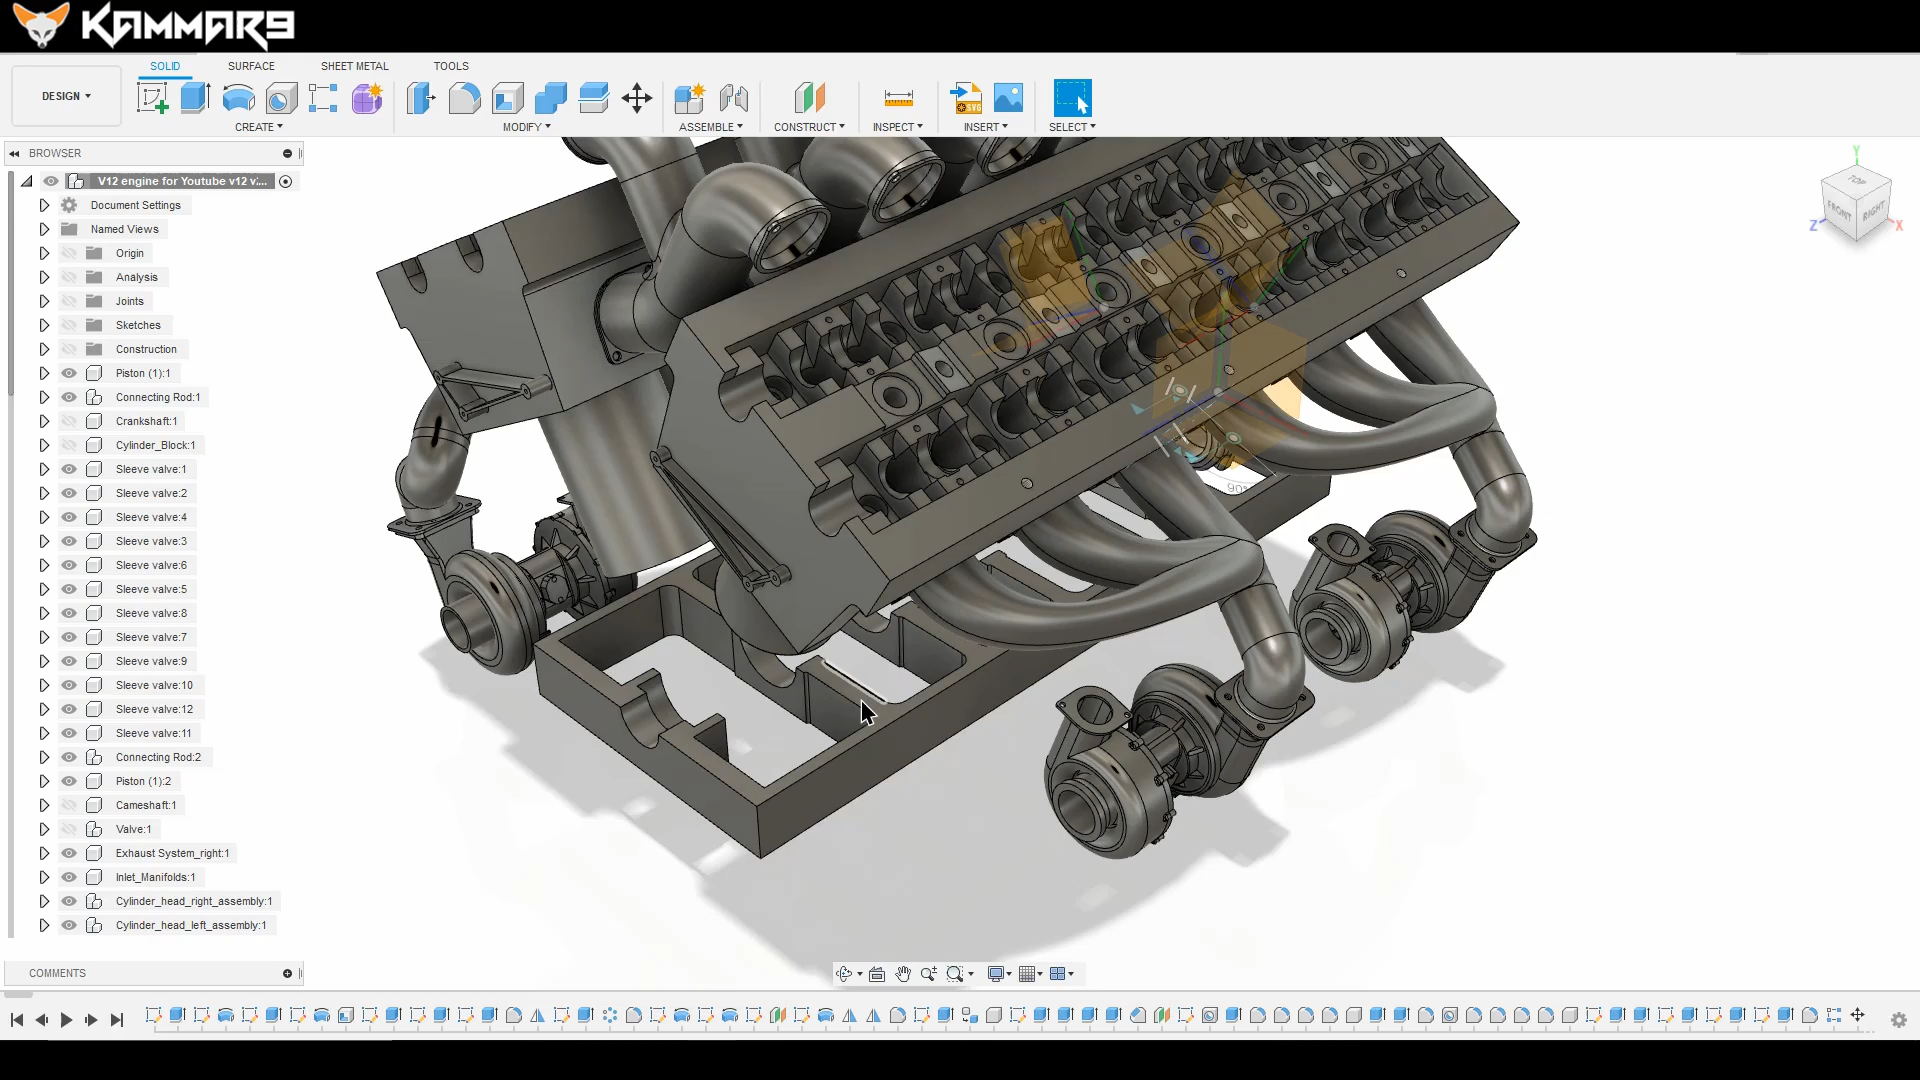 KAMMAR9
SOLID SURFACE SHEET METAL TOOLS
DESIGN
CREATE MODIFY ASSEMBLE CONSTRUCT INSPECT INSERT SELECT
BROWSER
V12 engine for Youtube v12 v:...
Document Settings
Named Views
Origin
Analysis
Joints
Sketches
Construction
Piston (1):1
Connecting Rod:1
Crankshaft:1
Cylinder_Block:1
Sleeve valve:1
Sleeve valve:2
Sleeve valve:4
Sleeve valve:3
Sleeve valve:6
Sleeve valve:5
Sleeve valve:8
Sleeve valve:7
Sleeve valve:9
Sleeve valve:10
Sleeve valve:12
Sleeve valve:11
Connecting Rod:2
Piston (1):2
Cameshaft:1
Valve:1
Exhaust System_right:1
Inlet_Manifolds:1
Cylinder_head_right_assembly:1
Cylinder_head_left_assembly:1
COMMENTS
Y
TOP
FRONT RIGHT
Z X
90°
SVG